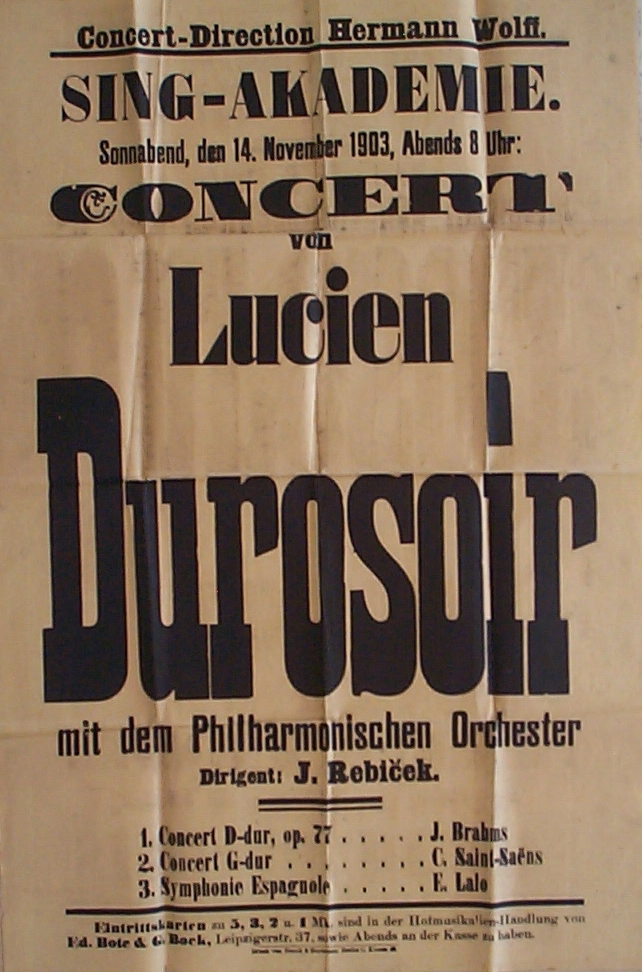 Concert-Direction Hermann Wolff.
SING-AKADEMIE.
Sonnabend, den 14. November 1903, Abends 8 Uhr:
CONCERT
von
Lucien
Durosoir
mit dem Philharmonischen Orchester
Dirigent: J. Rebiček.
1. Concert D-dur, op. 77 . . . . . J. Brahms
2. Concert G-dur . . . . . . . . C. Saint-Saëns
3. Symphonie Espagnole . . . . . E. Lalo
Eintrittskarten zu 5, 3, 2 u. 1 Mk. sind in der Hofmusikalien-Handlung von
Ed. Bote & G. Bock, Leipzigerstr. 37, sowie Abends an der Kasse zu haben.